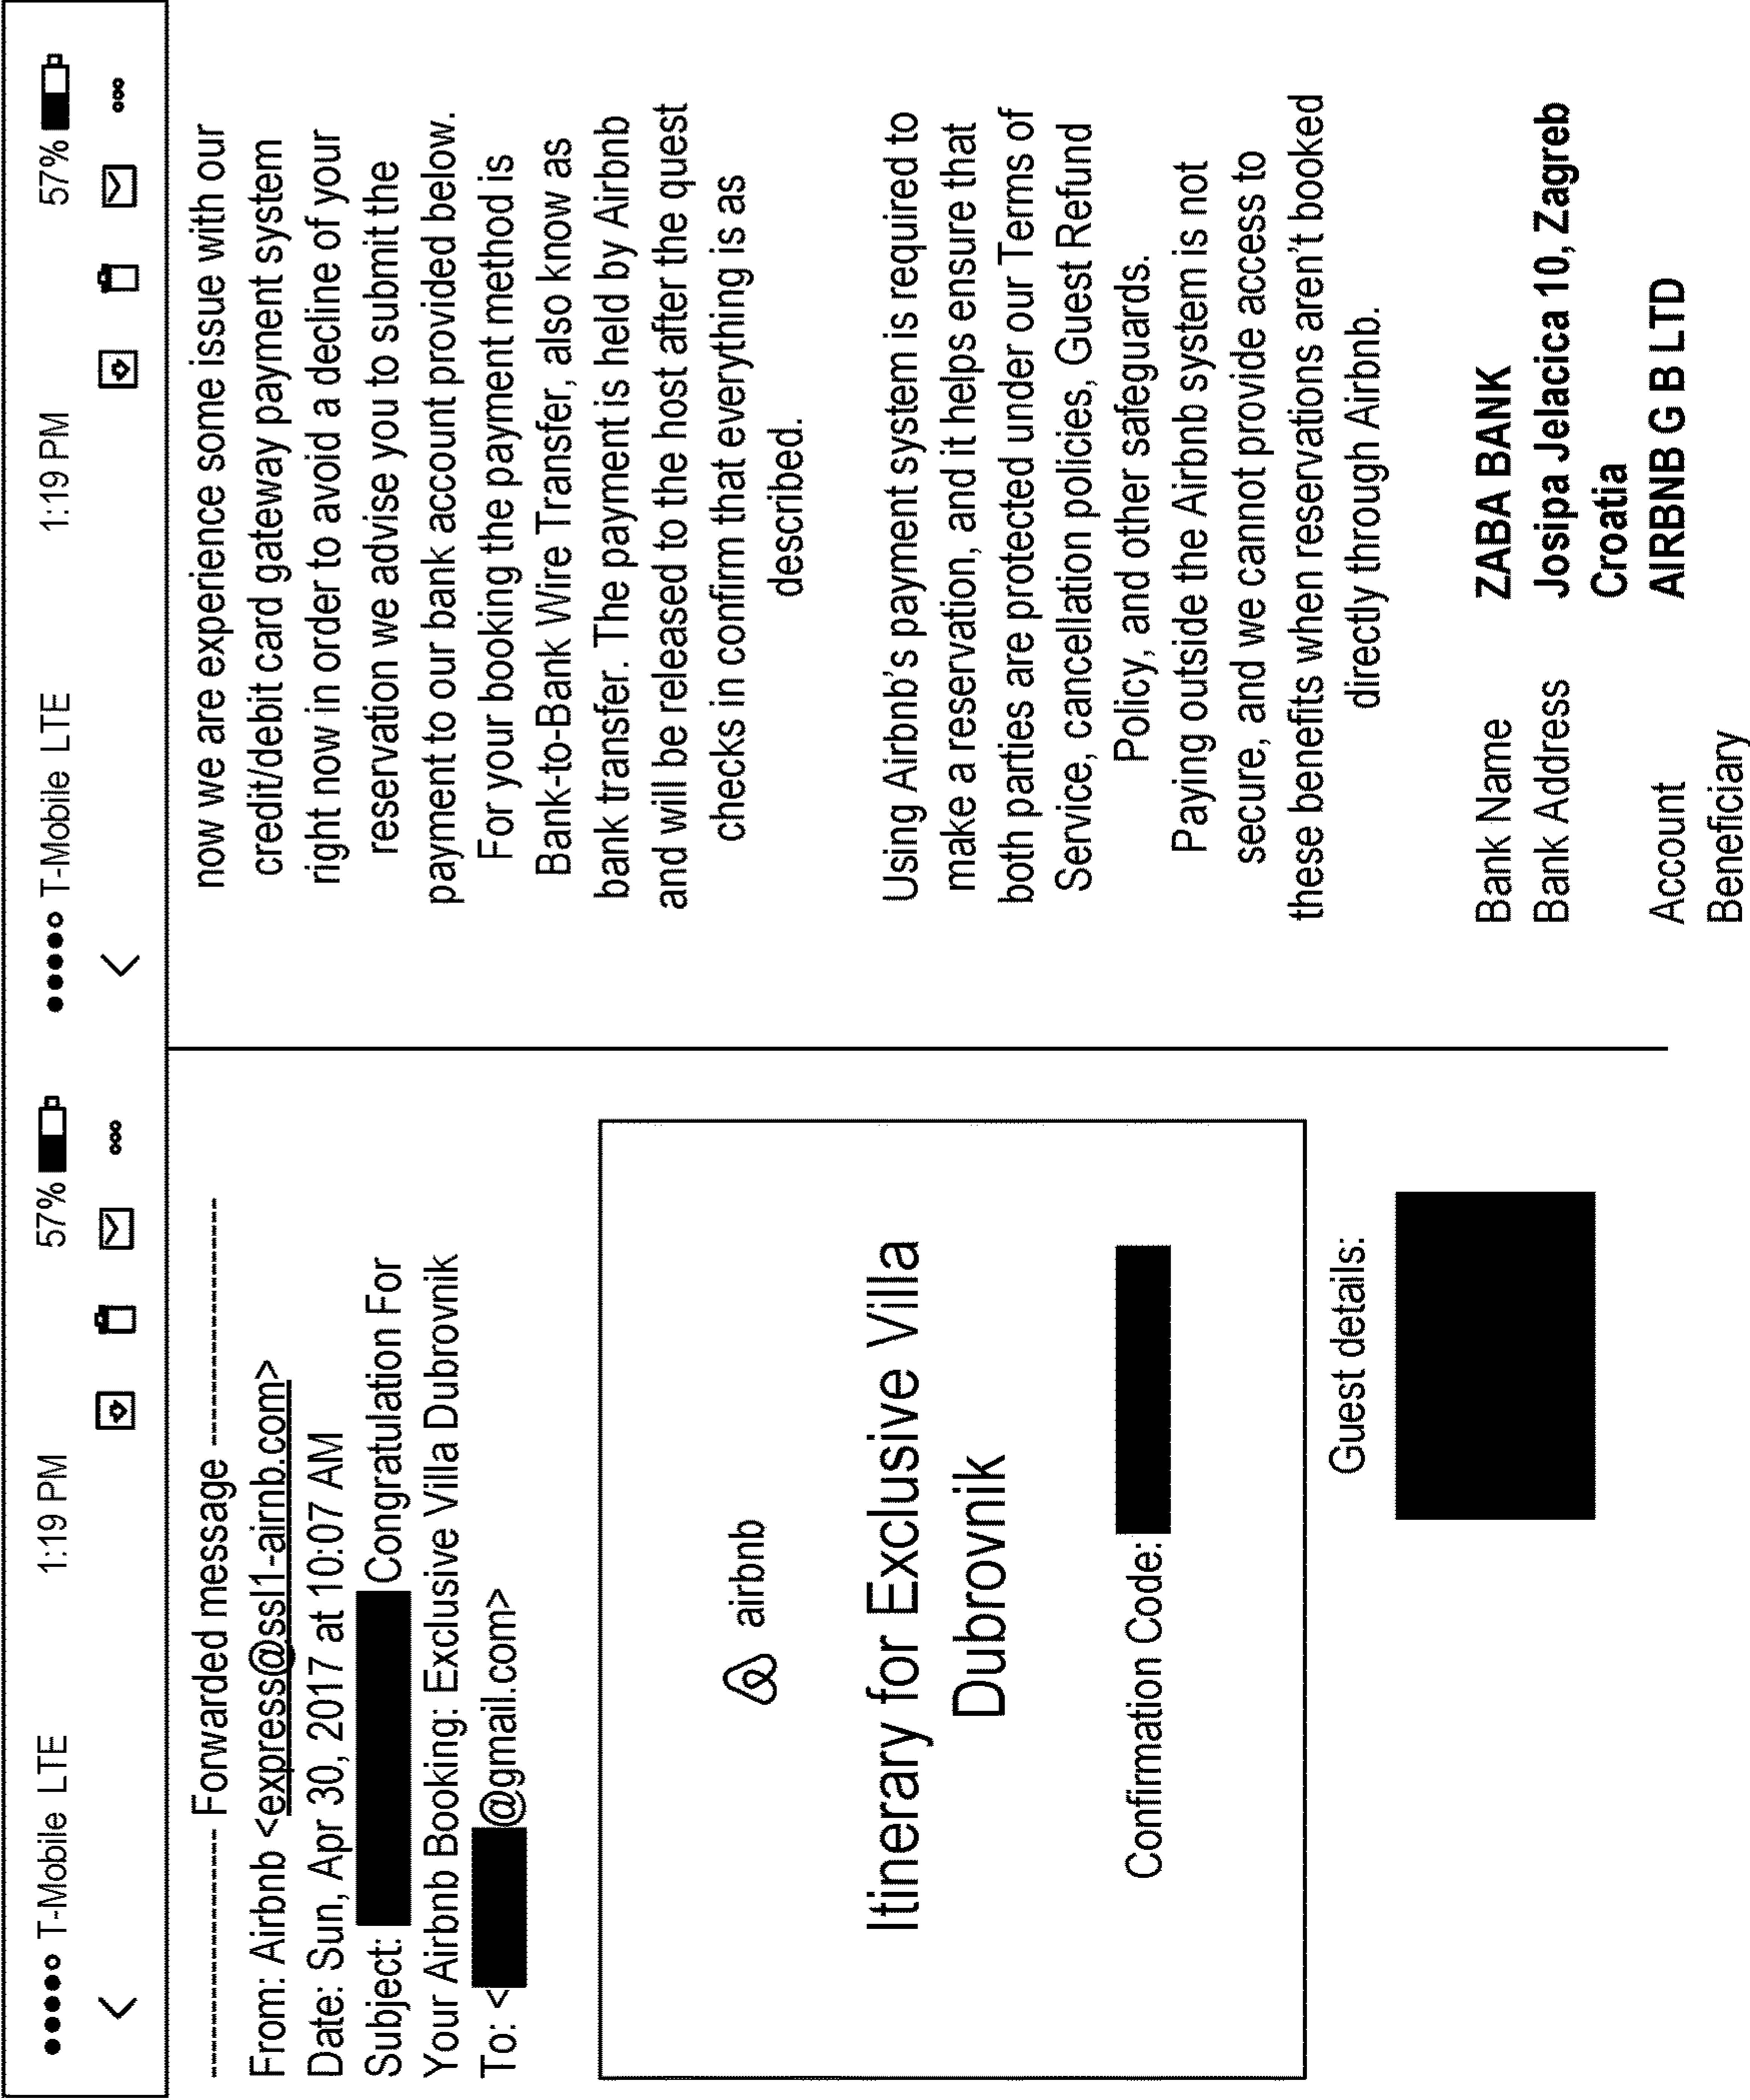 T-Mobile LTE 1:19 PM 57%
---------------- Forwarded message ----------------
From: Airbnb <express@ssl1-airnb.com>
Date: Sun, Apr 30, 2017 at 10:07 AM
Subject: Congratulation For
Your Airbnb Booking: Exclusive Villa Dubrovnik
To: < @gmail.com>
airbnb
Itinerary for Exclusive Villa
Dubrovnik
Confirmation Code:
Guest details:
T-Mobile LTE 1:19 PM 57%
now we are experience some issue with our
credit/debit card gateway payment system
right now in order to avoid a decline of your
reservation we advise you to submit the
payment to our bank account provided below.
For your booking the payment method is
Bank-to-Bank Wire Transfer, also know as
bank transfer. The payment is held by Airbnb
and will be released to the host after the quest
checks in confirm that everything is as
described.
Using Airbnb's payment system is required to
make a reservation, and it helps ensure that
both parties are protected under our Terms of
Service, cancellation policies, Guest Refund
Policy, and other safeguards.
Paying outside the Airbnb system is not
secure, and we cannot provide access to
these benefits when reservations aren't booked
directly through Airbnb.
Bank Name ZABA BANK
Bank Address Josipa Jelacica 10, Zagreb
Croatia
Account AIRBNB G B LTD
Beneficiary